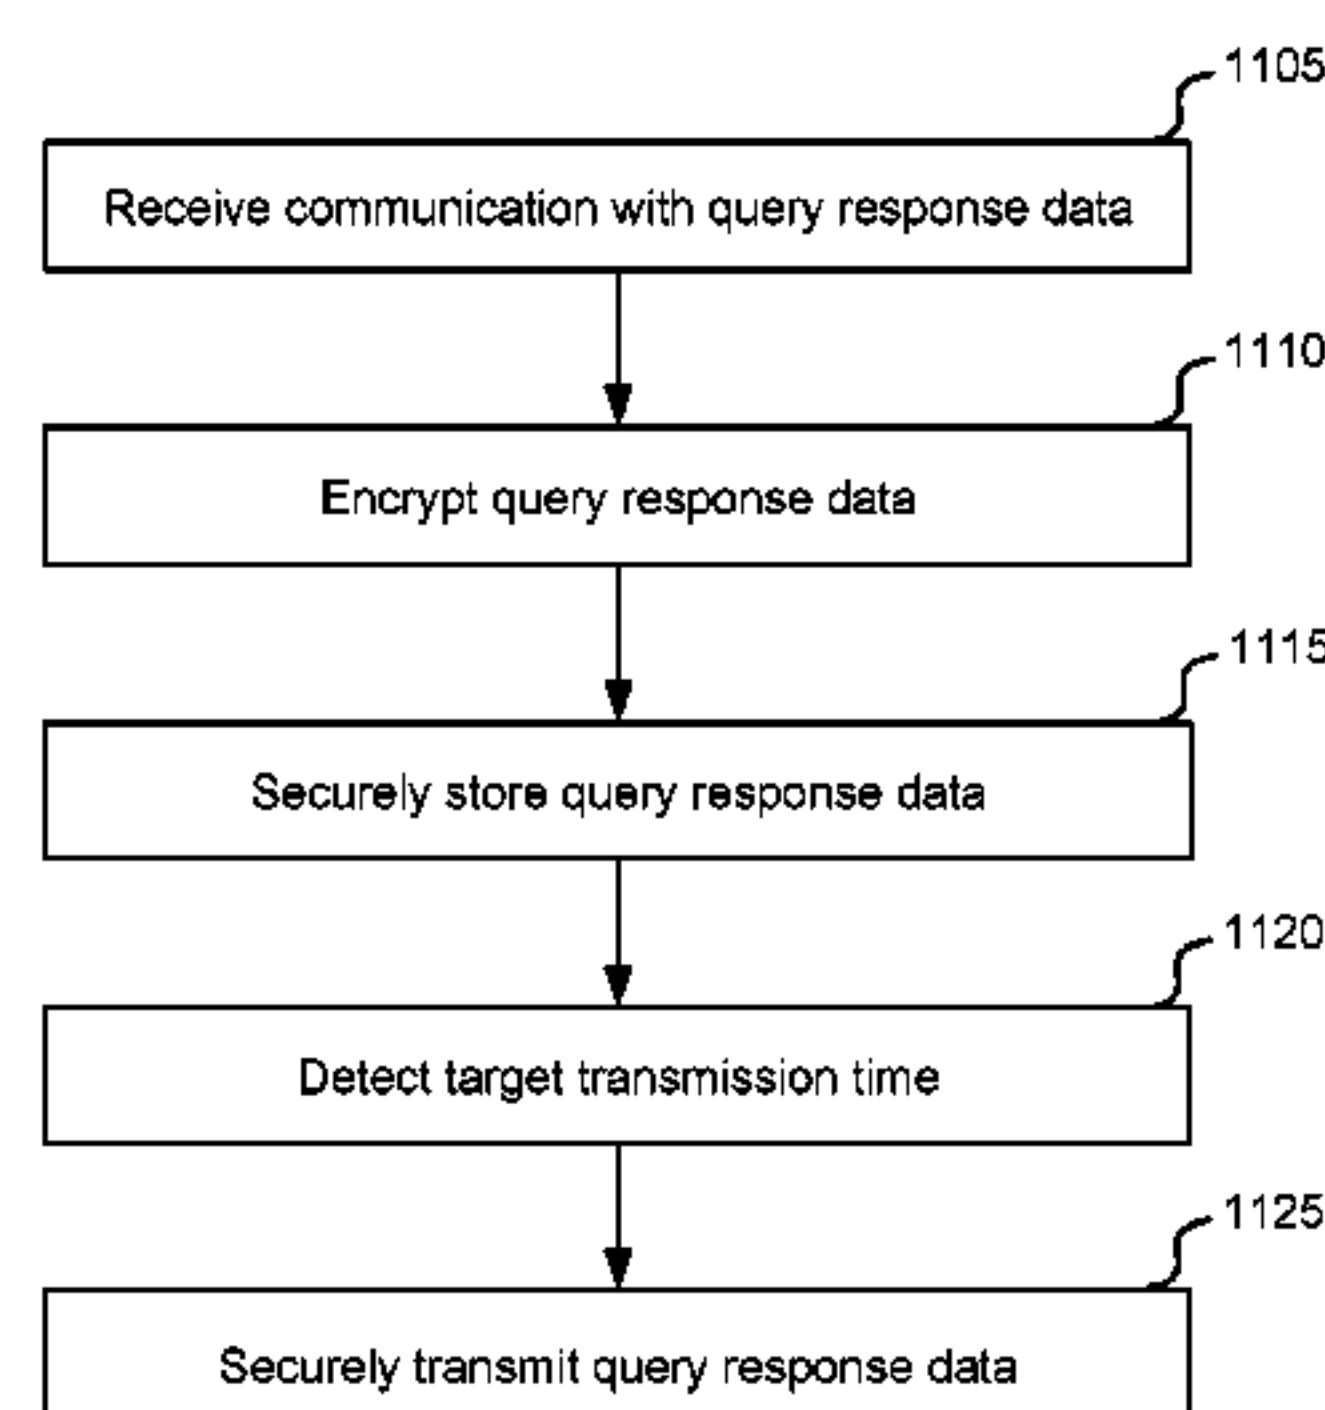 1105
Receive communication with query response data
1110
Encrypt query response data
1115
Securely store query response data
1120
Detect target transmission time
1125
Securely transmit query response data